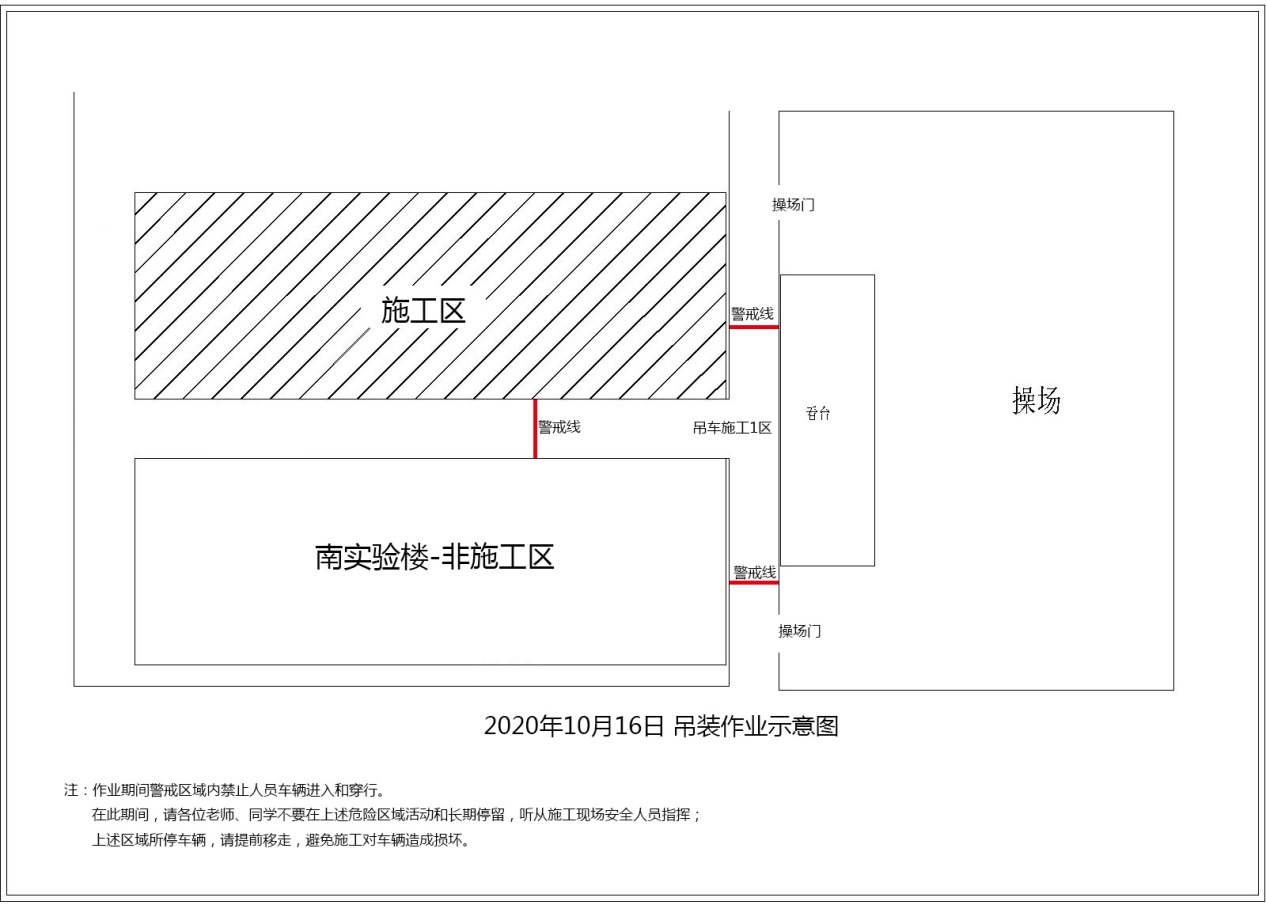 操场门
施工区
警戒线
看台
操场
警戒线
吊车施工1区
南实验楼-非施工区
警戒线
操场门
2020年10月16日 吊装作业示意图
注：作业期间警戒区域内禁止人员车辆进入和穿行。
在此期间，请各位老师、同学不要在上述危险区域活动和长期停留，听从施工现场安全人员指挥；
上述区域所停车辆，请提前移走，避免施工对车辆造成损坏。